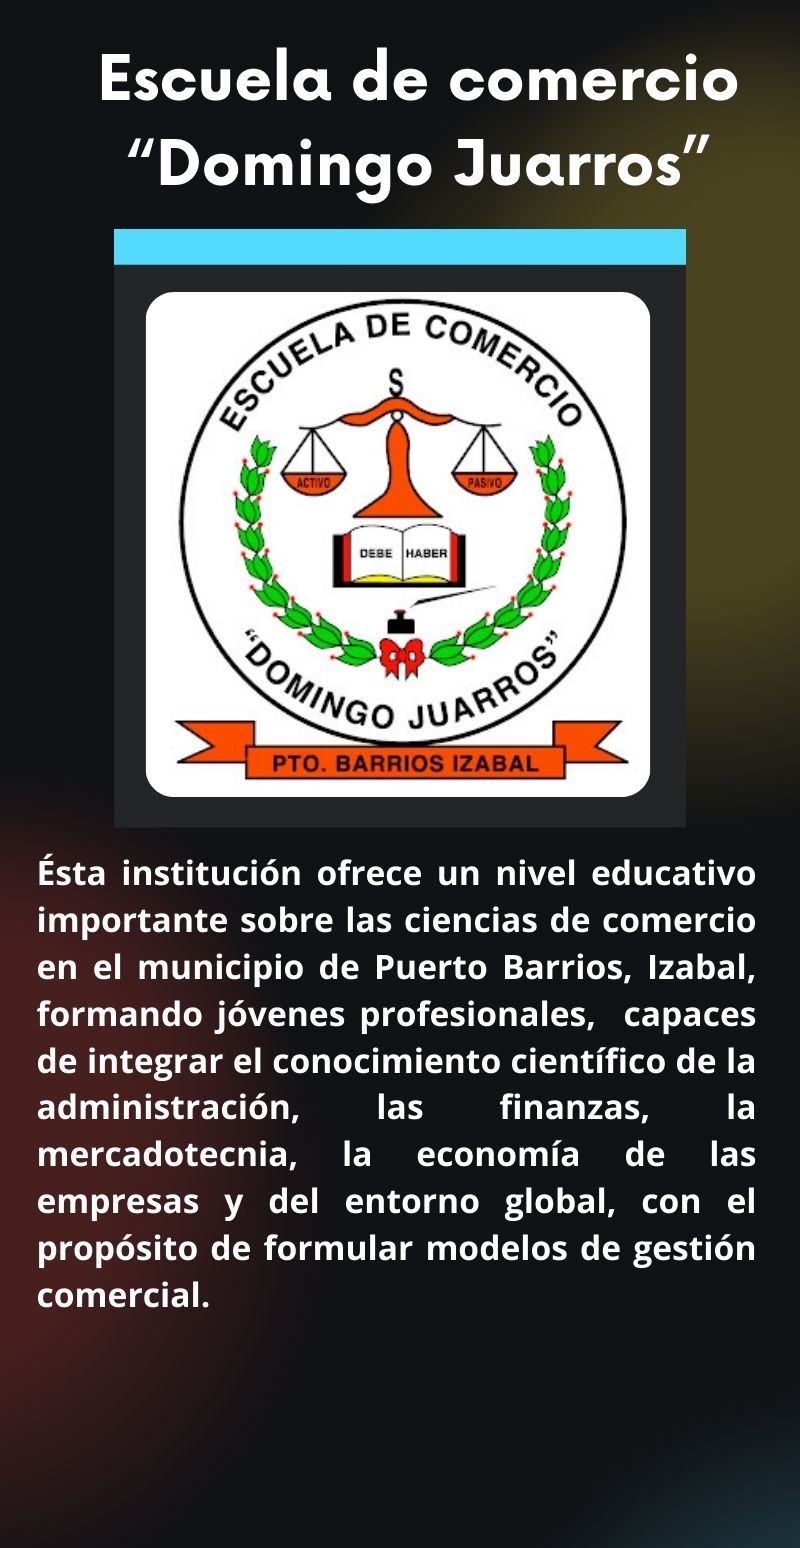 Escuela de comercio
“Domingo Juarros”
ESCUELA DE COMERCIO
S
ACTIVO PASIVO
DEBE HABER
“DOMINGO JUARROS”
PTO. BARRIOS IZABAL
Ésta institución ofrece un nivel educativo
importante sobre las ciencias de comercio
en el municipio de Puerto Barrios, Izabal,
formando jóvenes profesionales, capaces
de integrar el conocimiento científico de la
administración, las finanzas, la
mercadotecnia, la economía de las
empresas y del entorno global, con el
propósito de formular modelos de gestión
comercial.